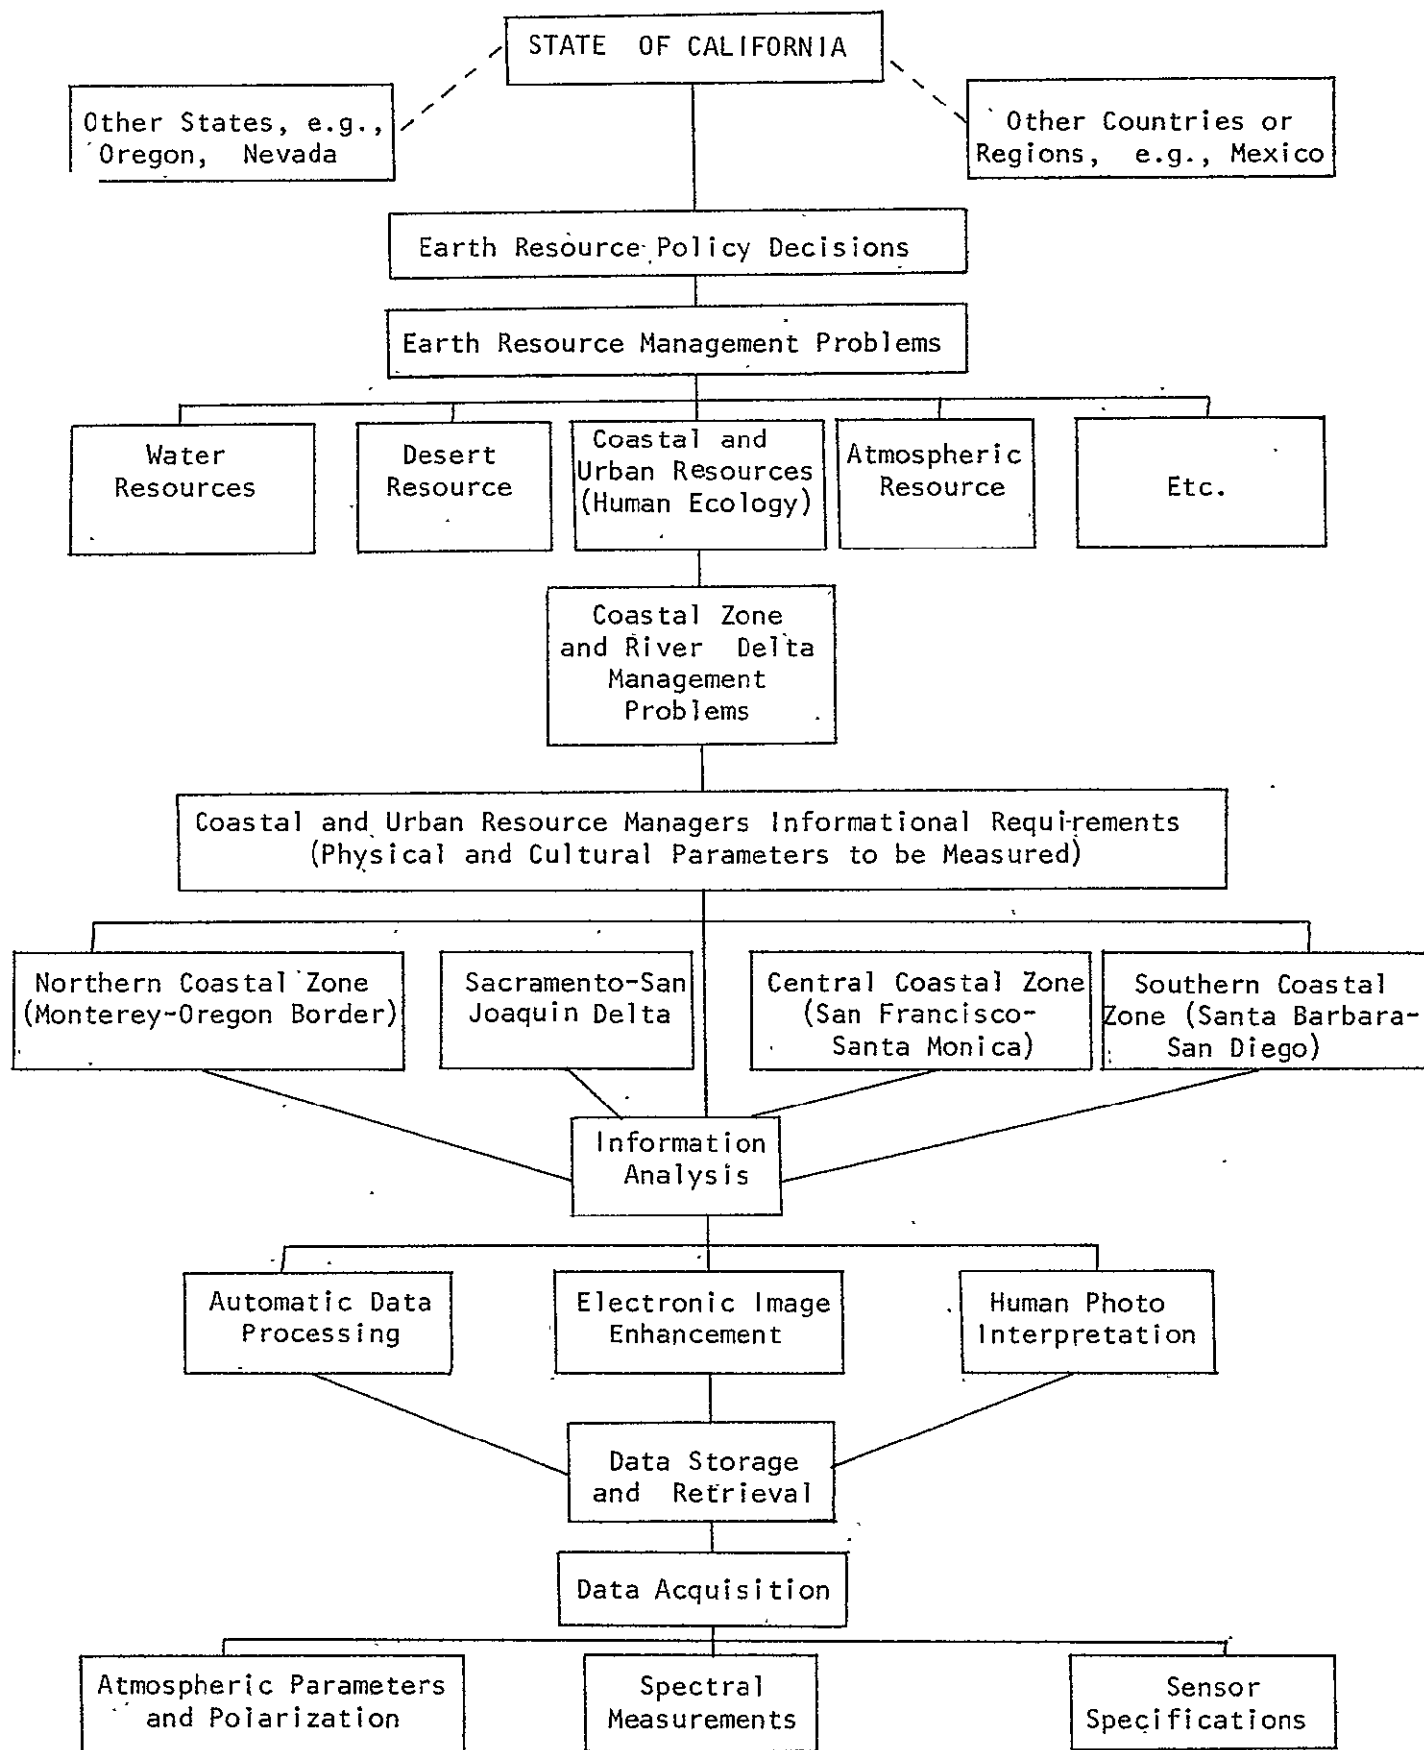 STATE OF CALIFORNIA
Other States, e.g.,
Oregon, Nevada
Other Countries or
Regions, e.g., Mexico
Earth Resource Policy Decisions
Earth Resource Management Problems
Water
Resources
Desert
Resource
Coastal and
Urban Resources
(Human Ecology)
Atmospheric
Resource
Etc.
Coastal Zone
and River Delta
Management
Problems
Coastal and Urban Resource Managers Informational Requirements
(Physical and Cultural Parameters to be Measured)
Northern Coastal Zone
(Monterey-Oregon Border)
Sacramento-San
Joaquin Delta
Central Coastal Zone
(San Francisco-
Santa Monica)
Southern Coastal
Zone (Santa Barbara-
San Diego)
Information
Analysis
Automatic Data
Processing
Electronic Image
Enhancement
Human Photo
Interpretation
Data Storage
and Retrieval
Data Acquisition
Atmospheric Parameters
and Polarization
Spectral
Measurements
Sensor
Specifications